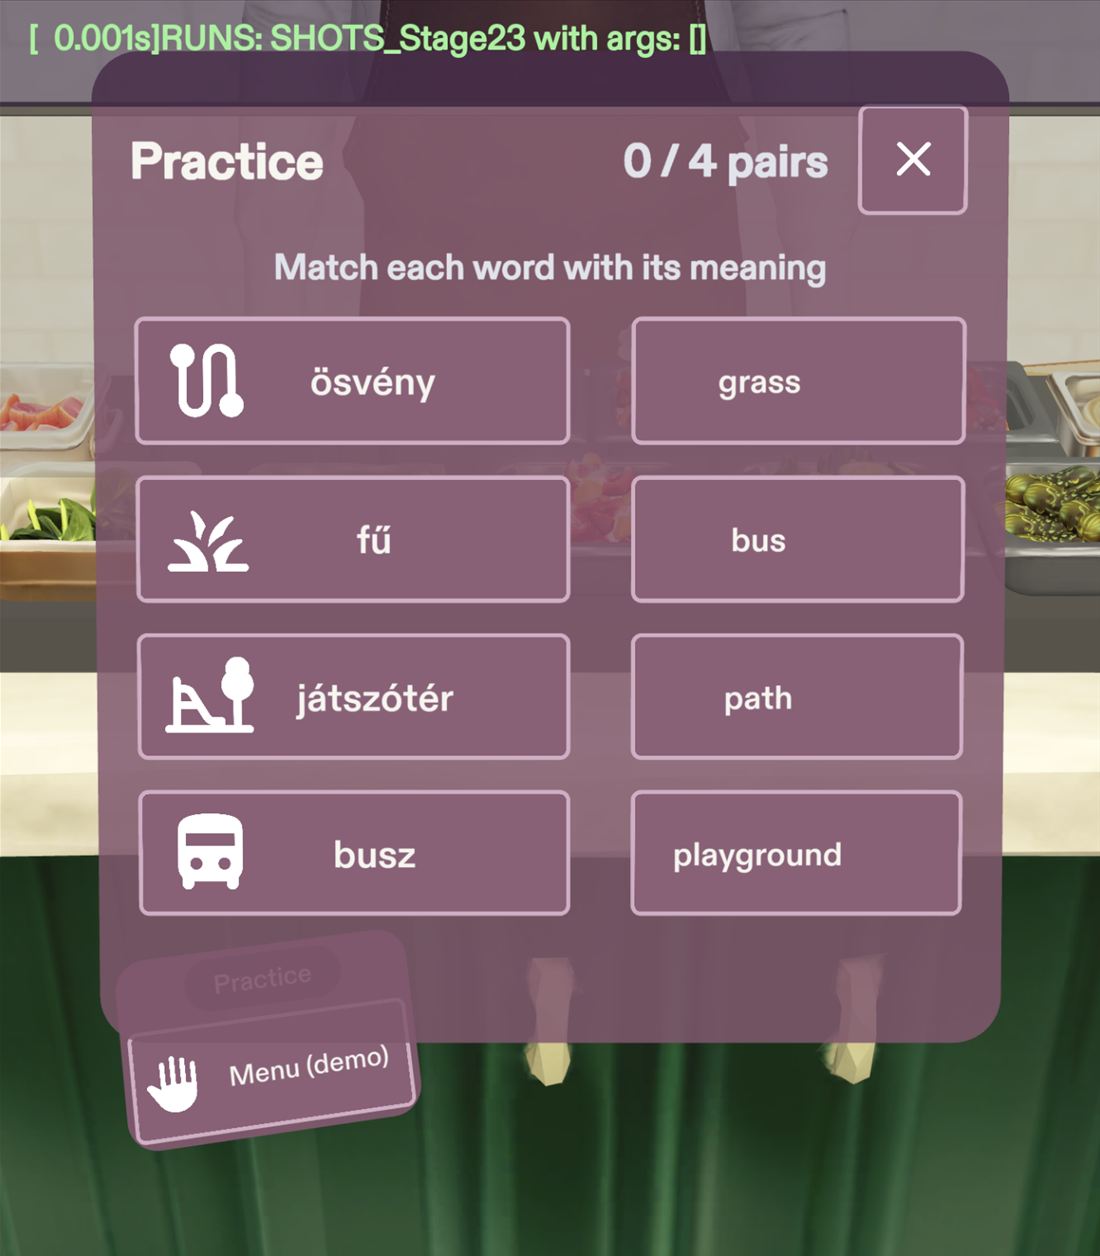 [  0.001s]RUNS: SHOTS_Stage23 with args: []
Practice
0 / 4 pairs
Match each word with its meaning
ösvény
grass
fű
bus
játszótér
path
busz
playground
Practice
Menu (demo)